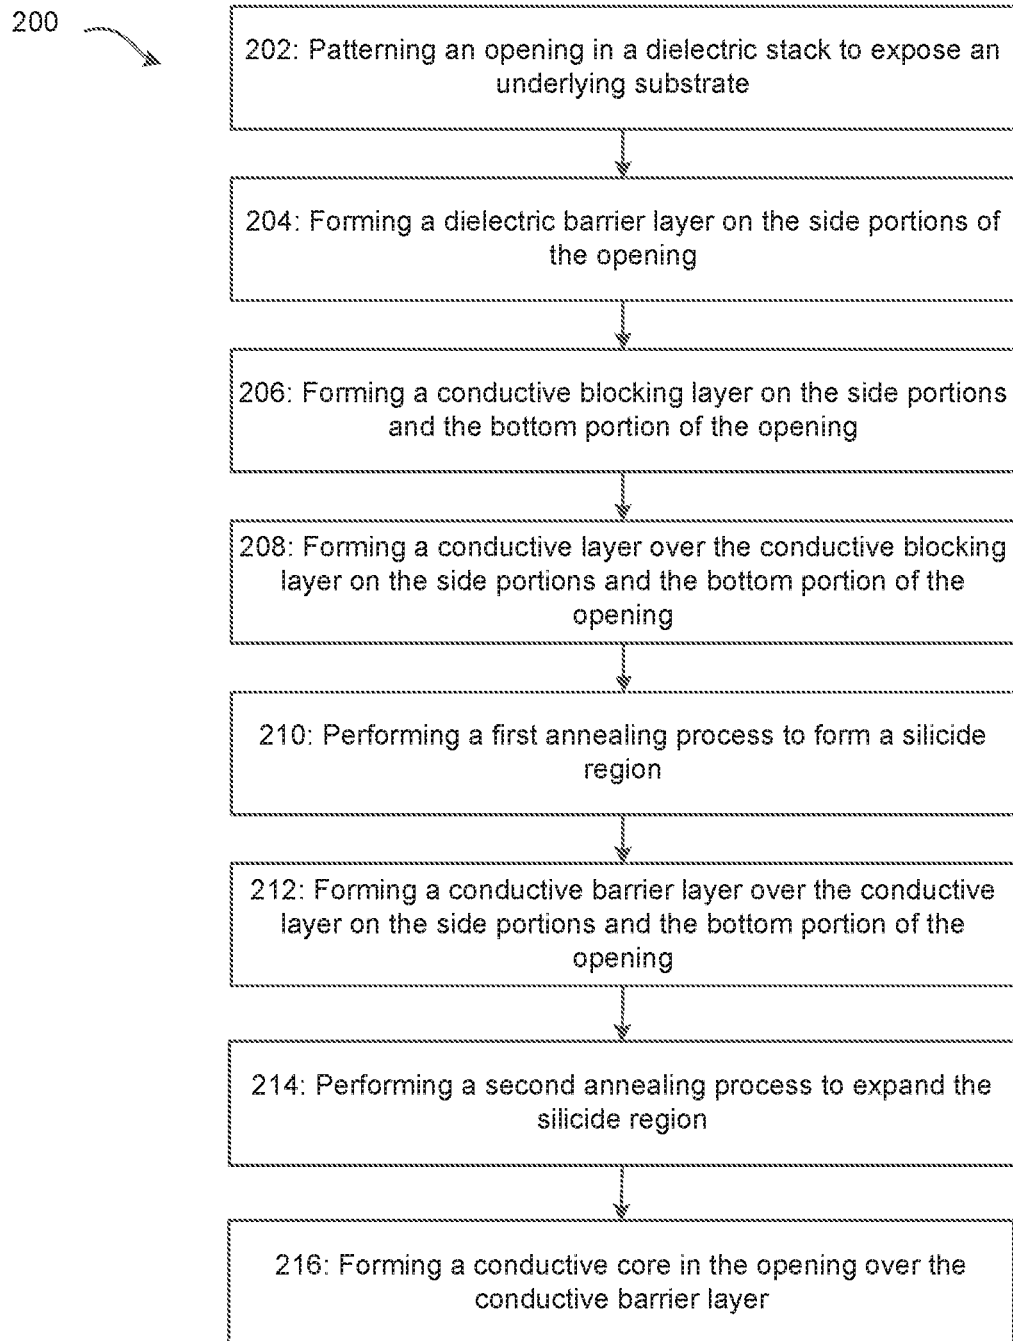 200
202: Patterning an opening in a dielectric stack to expose an
underlying substrate
204: Forming a dielectric barrier layer on the side portions of
the opening
206: Forming a conductive blocking layer on the side portions
and the bottom portion of the opening
208: Forming a conductive layer over the conductive blocking
layer on the side portions and the bottom portion of the
opening
210: Performing a first annealing process to form a silicide
region
212: Forming a conductive barrier layer over the conductive
layer on the side portions and the bottom portion of the
opening
214: Performing a second annealing process to expand the
silicide region
216: Forming a conductive core in the opening over the
conductive barrier layer